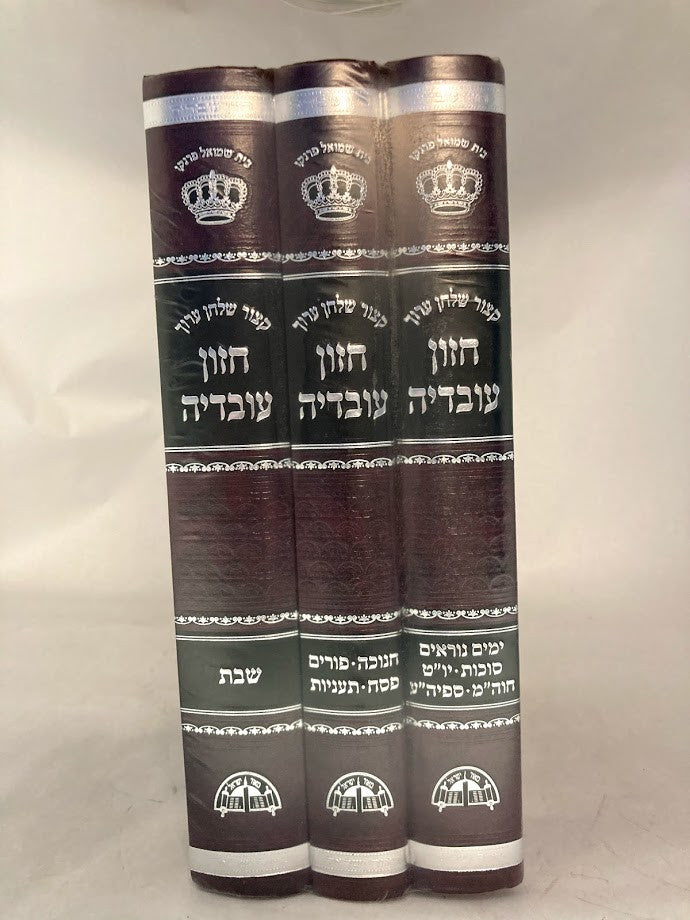 בית שמואל פרנקו
קצור שלחן ערוך
חזון
עובדיה
ימים נוראים
סוכות · יו״ט
חוה״מ · ספיה״ע
בית שמואל פרנקו
קצור שלחן ערוך
חזון
עובדיה
חנוכה · פורים
פסח · תעניות
בית שמואל פרנקו
קצור שלחן ערוך
חזון
עובדיה
שבת